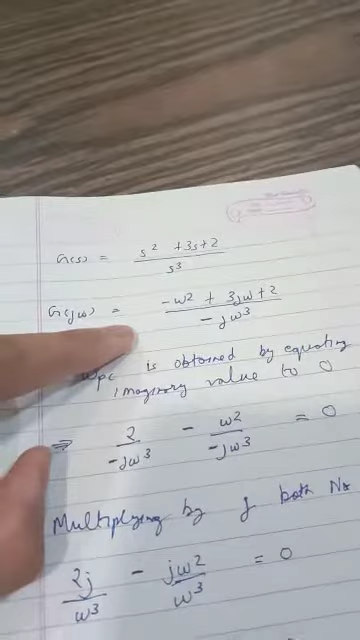 G(s) = s² + 3s + 2 / s³
G(jω) = -ω² + 3jω + 2 / -jω³
ωpc is obtained by equating
imaginary value to 0
⇒ 2 / -jω³ - ω² / -jω³ = 0
Multiplying by j both
2j / ω³ - jω² / ω³ = 0